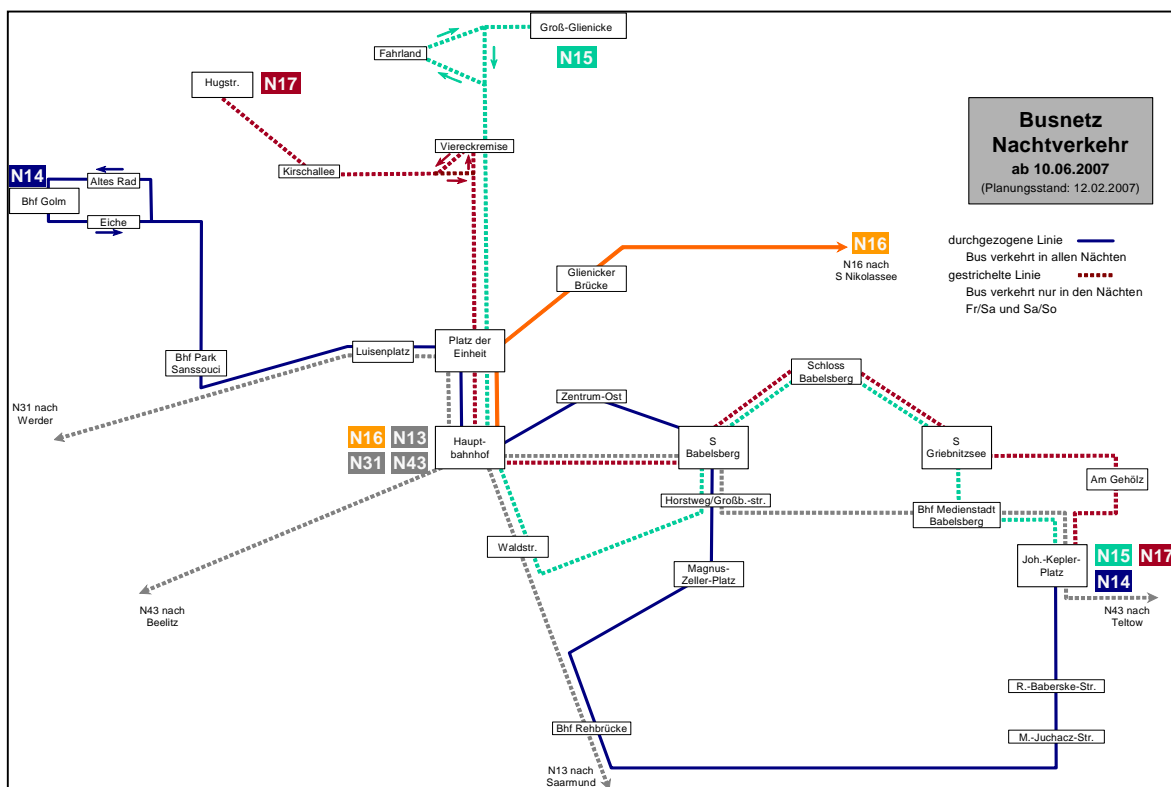 Groß-Glienicke
N15
Fahrland
Hugstr.
N17
Busnetz
Nachtverkehr
ab 10.06.2007
(Planungsstand: 12.02.2007)
Viereckremise
Kirschallee
N14
Altes Rad
Bhf Golm
Eiche
N16
N16 nach
S Nikolassee
durchgezogene Linie
Bus verkehrt in allen Nächten
gestrichelte Linie
Bus verkehrt nur in den Nächten
Fr/Sa und Sa/So
Glienicker
Brücke
Platz der
Einheit
Luisenplatz
Bhf Park
Sanssouci
Schloss
Babelsberg
N31 nach
Werder
Zentrum-Ost
N16 N13
N31 N43
Haupt-
bahnhof
S
Babelsberg
S
Griebnitzsee
Am Gehölz
Horstweg/Großb.-str.
Bhf Medienstadt
Babelsberg
Waldstr.
Magnus-
Zeller-Platz
Joh.-Kepler-
Platz
N15 N17
N14
N43 nach
Beelitz
N43 nach
Teltow
R.-Baberske-Str.
Bhf Rehbrücke
M.-Juchacz-Str.
N13 nach
Saarmund